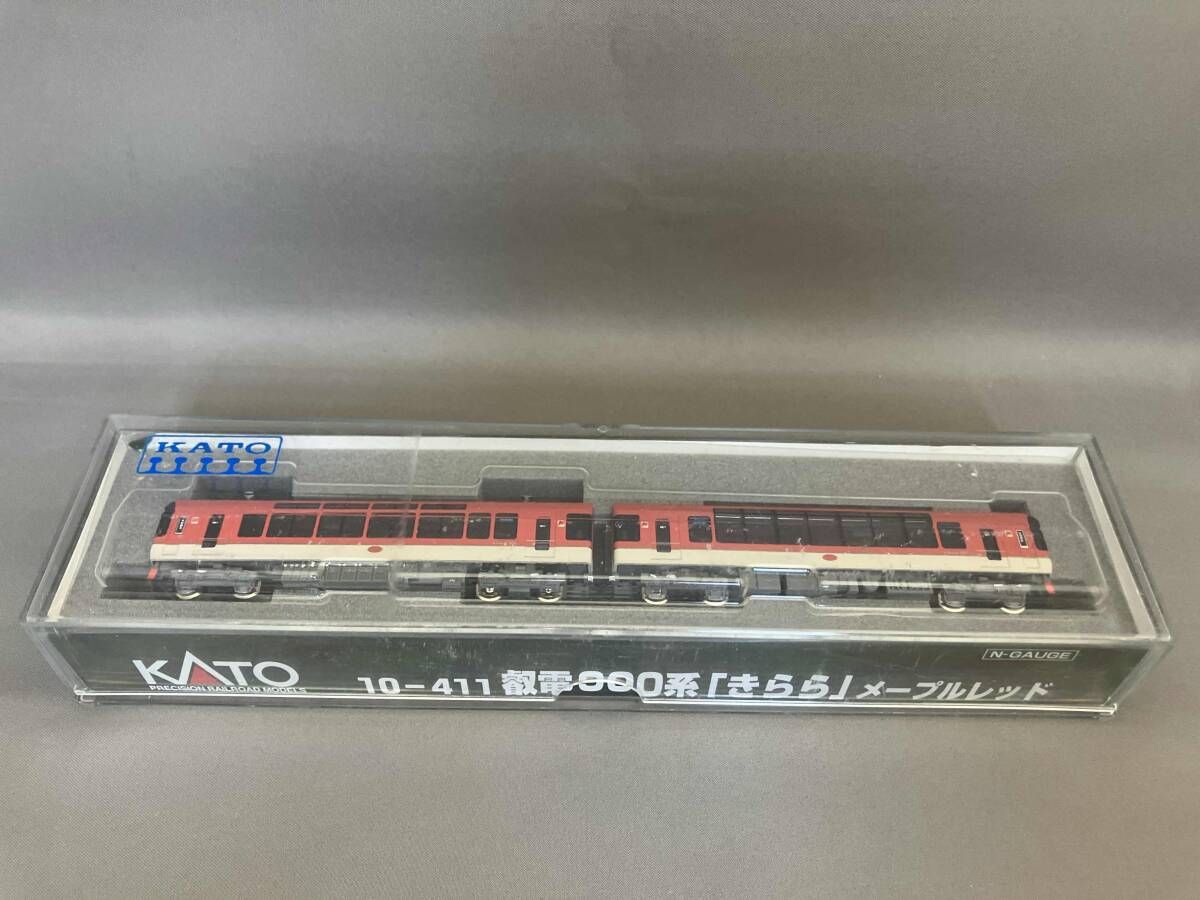 KATO
N-GAUGE
KATO 10-411 叡電900系「きらら」メープルレッド
PRECISION RAILROAD MODELS